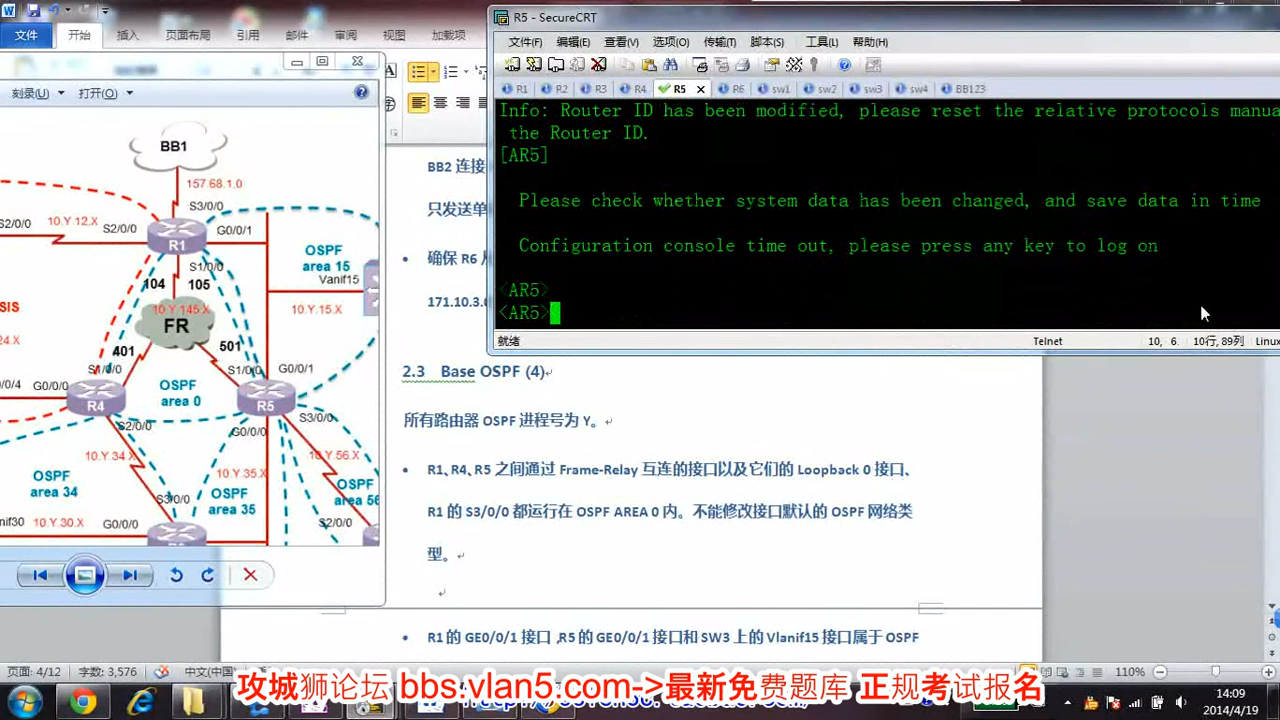 R5 - SecureCRT
文件 开始 插入 页面布局 引用 邮件 审阅 视图 加载项
文件(F) 编辑(E) 查看(V) 选项(O) 传输(T) 脚本(S) 工具(L) 帮助(H)
刻录(U) 打开(O)
R1 R2 R3 R4 R5 R6 sw1 sw2 sw3 sw4 BB123
Info: Router ID has been modified, please reset the relative protocols manua
the Router ID.
[AR5]
Please check whether system data has been changed, and save data in time
Configuration console time out, please press any key to log on
<AR5>
<AR5>
就绪 Telnet 10, 6. 10行, 89列 Linux
BB1
157.68.1.0
S3/0/0
10.Y.12.X
S2/0/0
R1
G0/0/1
OSPF
area 15
Vanif15
S1/0/0
104 105
10.Y.145.X
10.Y.15.X
SIS
FR
24.X
401 501
S1/0/0
S1/0/0
G0/0/1
G0/0/4
G0/0/0
OSPF
area 0
R4
R5
S2/0/0
S3/0/0
G0/0/0
10.Y.34.X
10.Y.35.X
10.Y.56.X
OSPF
area 34
OSPF
area 35
OSPF
area 56
S3/0/0
S2/0/0
nif30 10.Y.30.X G0/0/0
BB2 连接
只发送单
确保 R6 从
171.10.3.0
2.3 Base OSPF (4)
所有路由器 OSPF 进程号为 Y。
R1、R4、R5 之间通过 Frame-Relay 互连的接口以及它们的 Loopback 0 接口、
R1 的 S3/0/0 都运行在 OSPF AREA 0 内。不能修改接口默认的 OSPF 网络类
型。
R1 的 GE0/0/1 接口 ,R5 的 GE0/0/1 接口和 SW3 上的 Vlanif15 接口属于 OSPF
页面: 4/12 字数: 3,576 中文(中国) 110%
攻城狮论坛 bbs.vlan5.com->最新免费题库 正规考试报名
14:09
2014/4/19